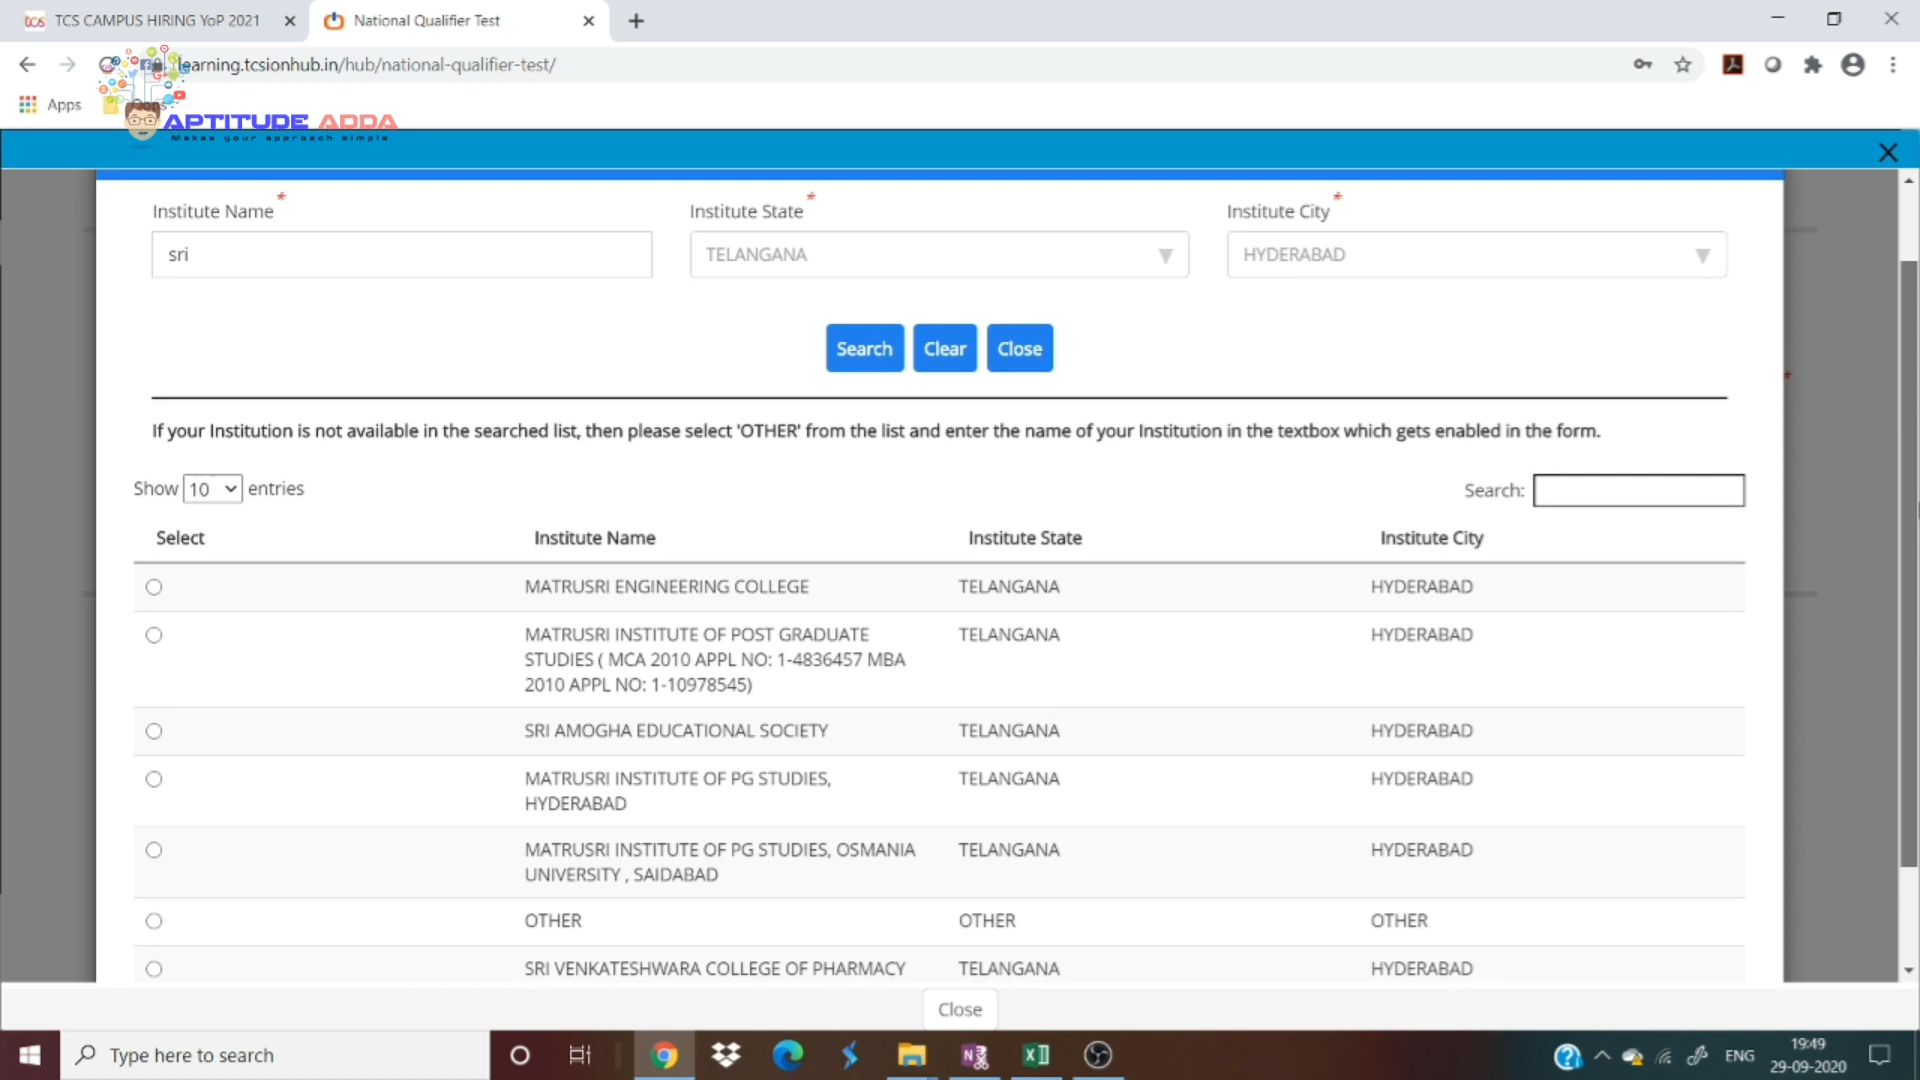 TCS CAMPUS HIRING YoP 2021
National Qualifier Test
learning.tcsionhub.in/hub/national-qualifier-test/
Apps
APTITUDE ADDA
Makes your approach simple
Institute Name *
Institute State *
Institute City *
sri
TELANGANA
HYDERABAD
Search
Clear
Close
If your Institution is not available in the searched list, then please select 'OTHER' from the list and enter the name of your Institution in the textbox which gets enabled in the form.
Show 10 entries
Search:
Select
Institute Name
Institute State
Institute City
MATRUSRI ENGINEERING COLLEGE
TELANGANA
HYDERABAD
MATRUSRI INSTITUTE OF POST GRADUATE
STUDIES ( MCA 2010 APPL NO: 1-4836457 MBA
2010 APPL NO: 1-10978545)
TELANGANA
HYDERABAD
SRI AMOGHA EDUCATIONAL SOCIETY
TELANGANA
HYDERABAD
MATRUSRI INSTITUTE OF PG STUDIES,
HYDERABAD
TELANGANA
HYDERABAD
MATRUSRI INSTITUTE OF PG STUDIES, OSMANIA
UNIVERSITY , SAIDABAD
TELANGANA
HYDERABAD
OTHER
OTHER
OTHER
SRI VENKATESHWARA COLLEGE OF PHARMACY
TELANGANA
HYDERABAD
Close
Type here to search
ENG
19:49
29-09-2020